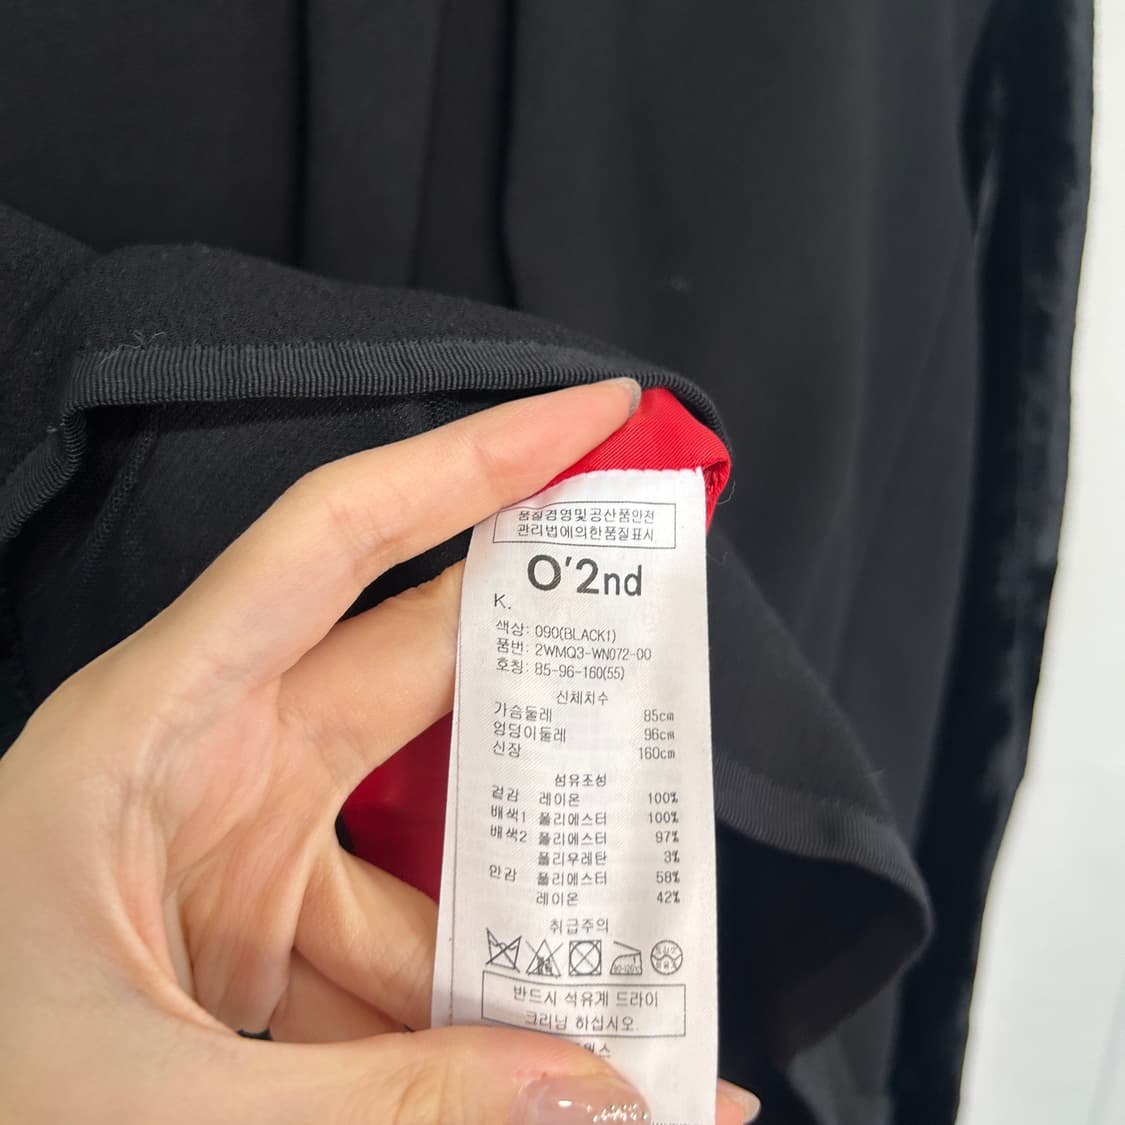 품질경영및공산품안전
관리법에의한품질표시
O'2nd
K.
색상: 090(BLACK1)
품번: 2WMQ3-WN072-00
호칭: 85-96-160(55)
신체치수
가슴둘레 85cm
엉덩이둘레 96cm
신장 160cm
섬유조성
겉감 레이온 100%
배색1 폴리에스터 100%
배색2 폴리에스터 97%
폴리우레탄 3%
안감 폴리에스터 58%
레이온 42%
취급주의
반드시 석유계 드라이
크리닝 하십시오.